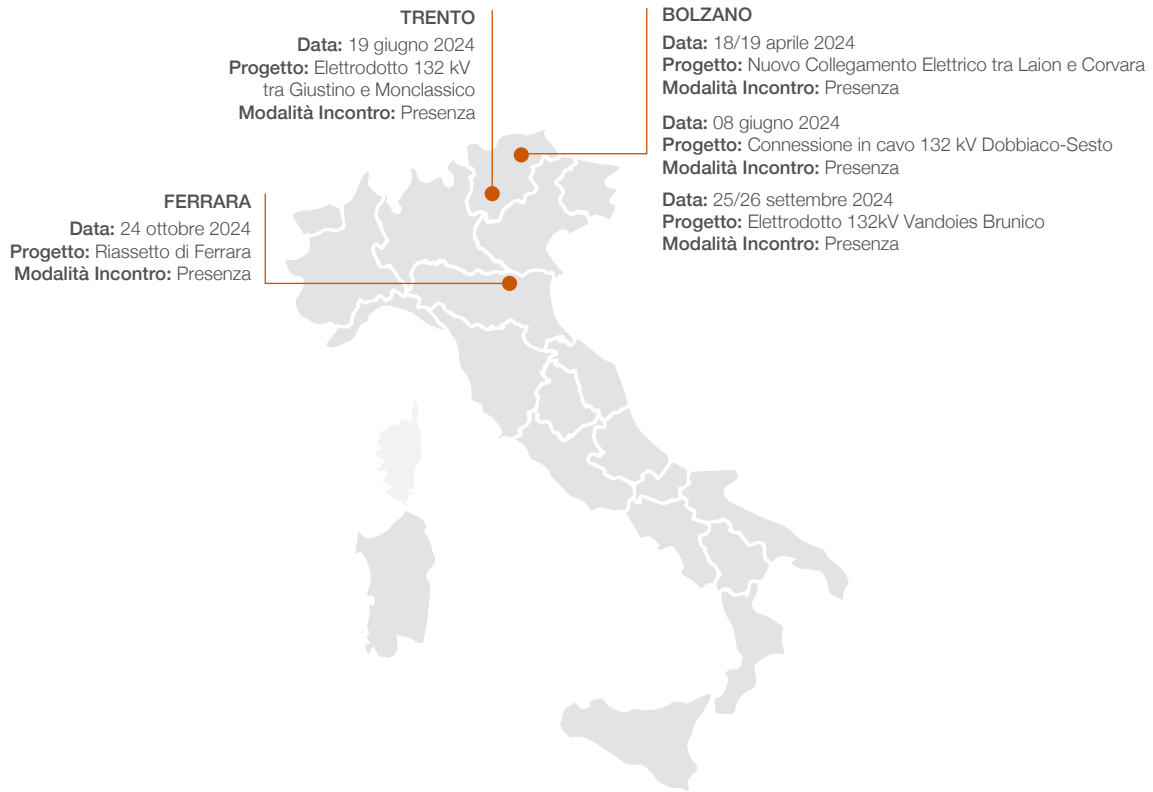 TRENTO
Data: 19 giugno 2024
Progetto: Elettrodotto 132 kV
tra Giustino e Monclassico
Modalità Incontro: Presenza
BOLZANO
Data: 18/19 aprile 2024
Progetto: Nuovo Collegamento Elettrico tra Laion e Corvara
Modalità Incontro: Presenza
Data: 08 giugno 2024
Progetto: Connessione in cavo 132 kV Dobbiaco-Sesto
Modalità Incontro: Presenza
Data: 25/26 settembre 2024
Progetto: Elettrodotto 132kV Vandoies Brunico
Modalità Incontro: Presenza
FERRARA
Data: 24 ottobre 2024
Progetto: Riassetto di Ferrara
Modalità Incontro: Presenza